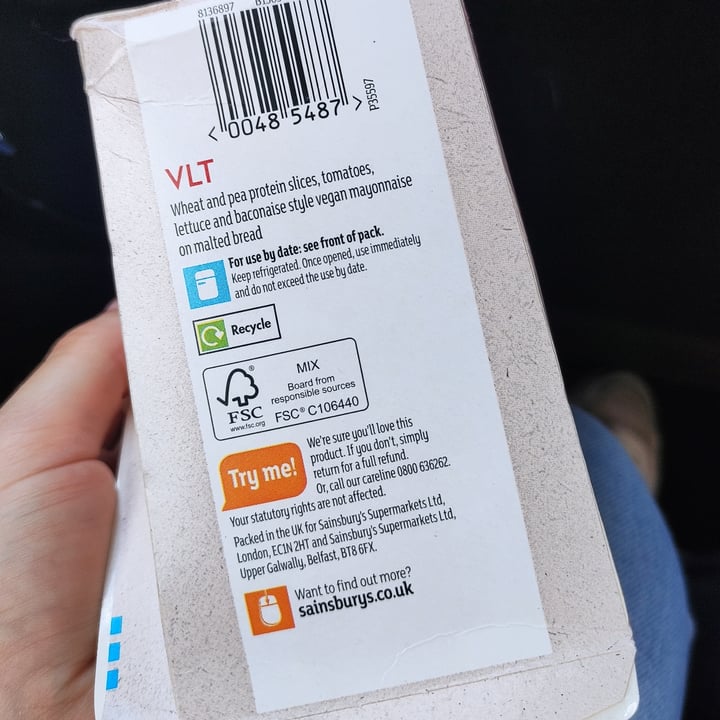 8136897
< 0048 5487 >
P35597
VLT
Wheat and pea protein slices, tomatoes,
lettuce and baconaise style vegan mayonnaise
on malted bread
For use by date: see front of pack.
Keep refrigerated. Once opened, use immediately
and do not exceed the use by date.
Recycle
FSC
www.fsc.org
MIX
Board from
responsible sources
FSC® C106440
Try me!
We're sure you'll love this
product. If you don't, simply
return for a full refund.
Or, call our careline 0800 636262.
Your statutory rights are not affected.
Packed in the UK for Sainsbury's Supermarkets Ltd,
London, EC1N 2HT and Sainsbury's Supermarkets Ltd,
Upper Galwally, Belfast, BT8 6FX.
Want to find out more?
sainsburys.co.uk